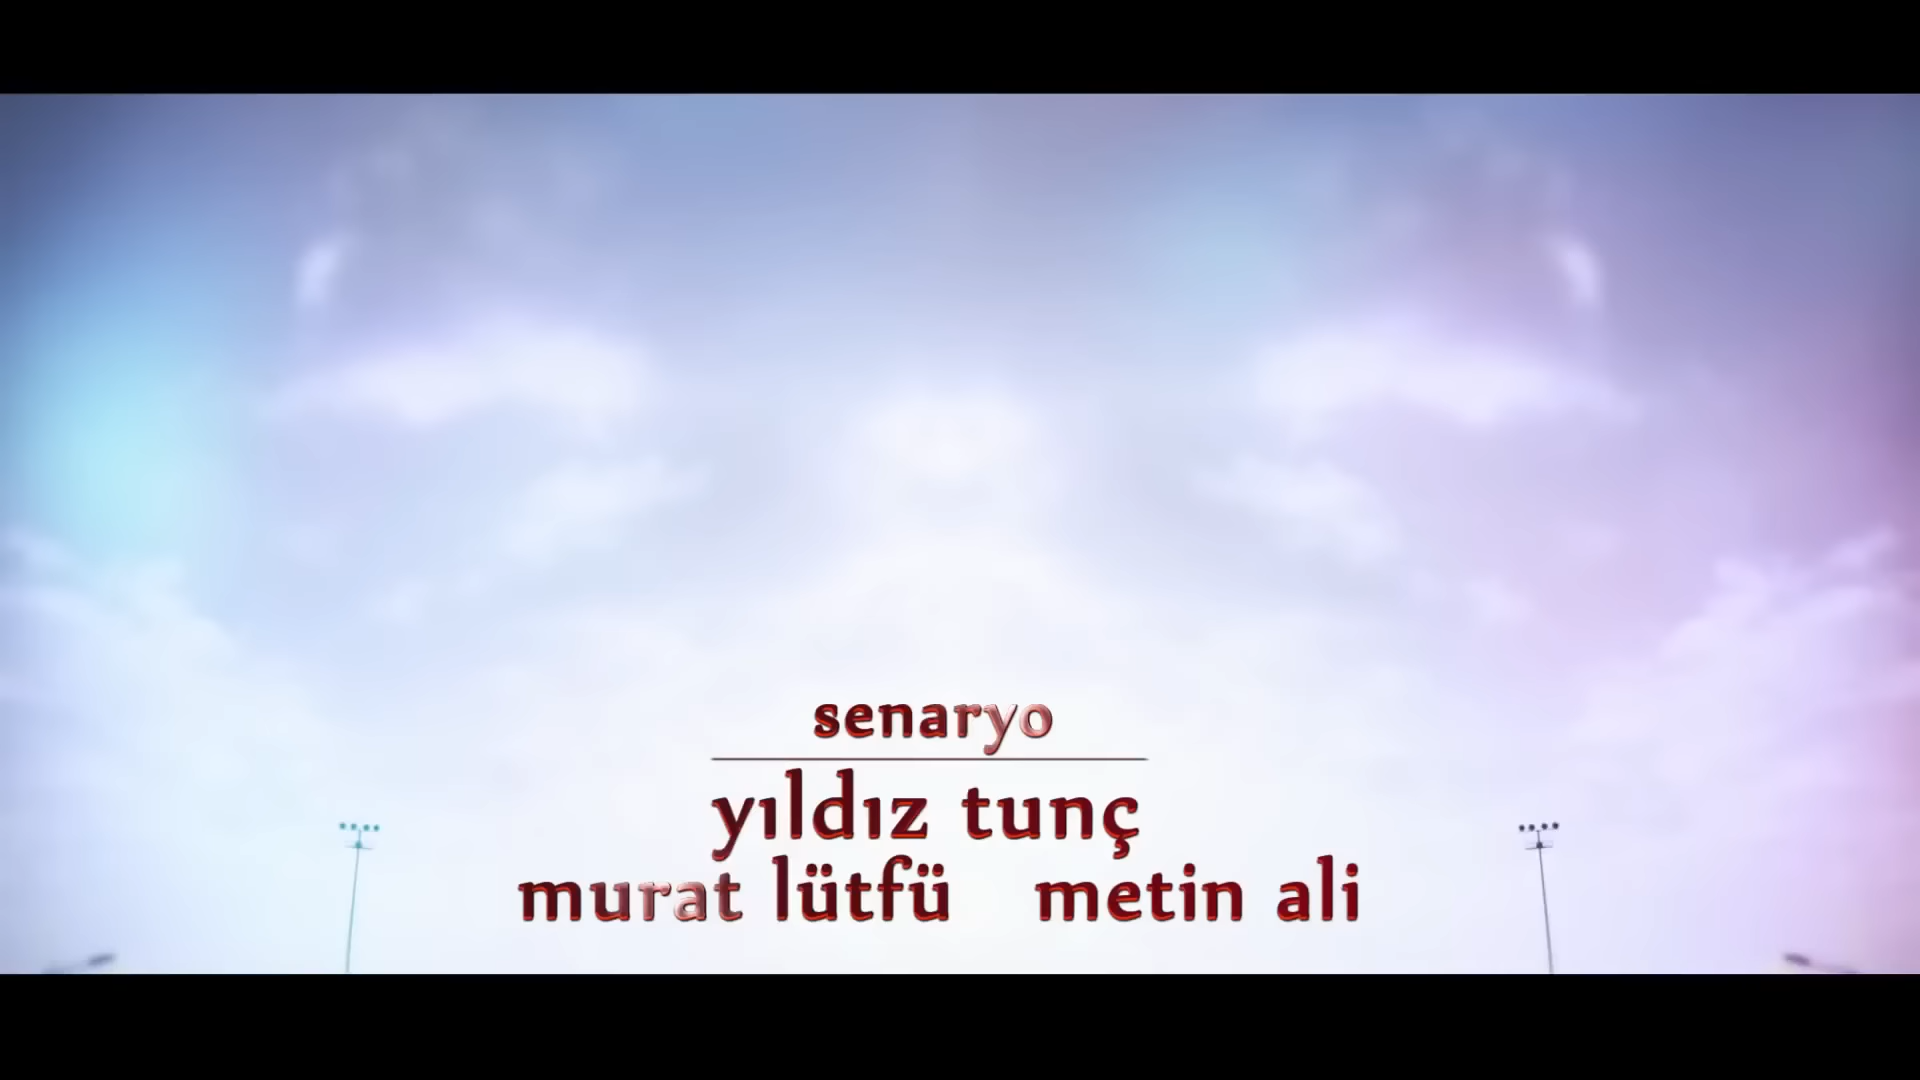 senaryo
yıldız tunç
murat lütfü metin ali